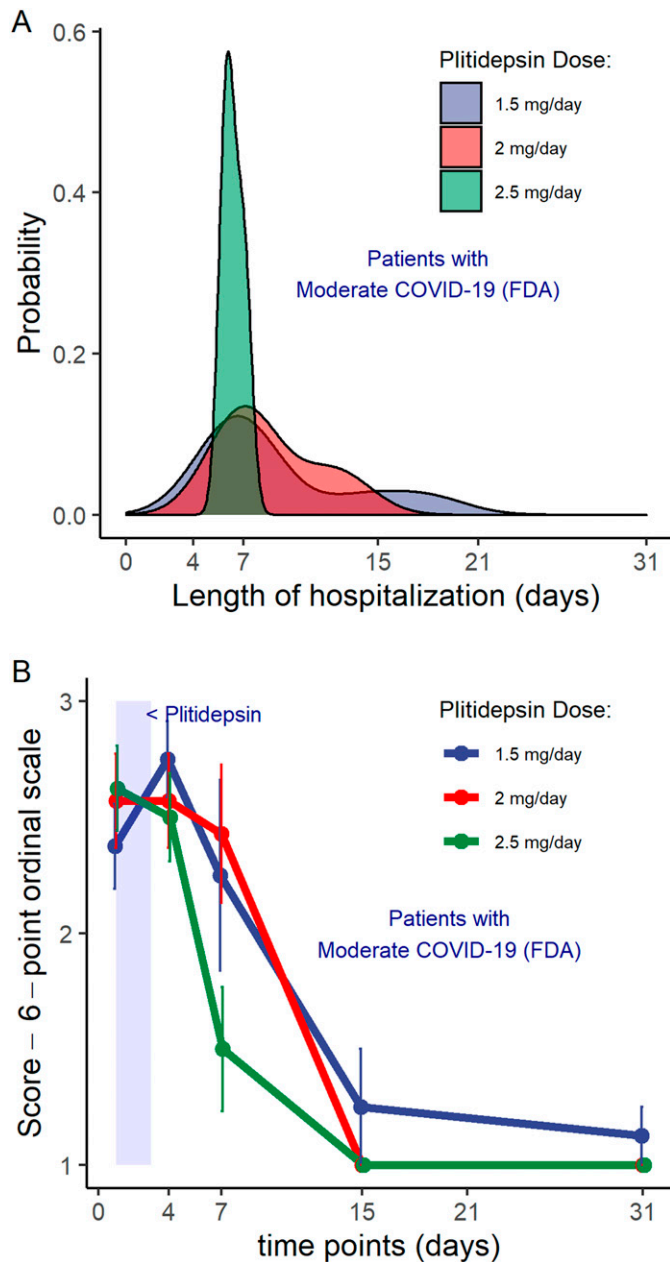 A
0.6
0.4
0.2
0.0
Probability
Plitidepsin Dose:
1.5 mg/day
2 mg/day
2.5 mg/day
Patients with
Moderate COVID-19 (FDA)
0 4 7 15 21 31
Length of hospitalization (days)
B
3
2
1
Score – 6 – point ordinal scale
< Plitidepsin
Plitidepsin Dose:
1.5 mg/day
2 mg/day
2.5 mg/day
Patients with
Moderate COVID-19 (FDA)
0 4 7 15 21 31
time points (days)